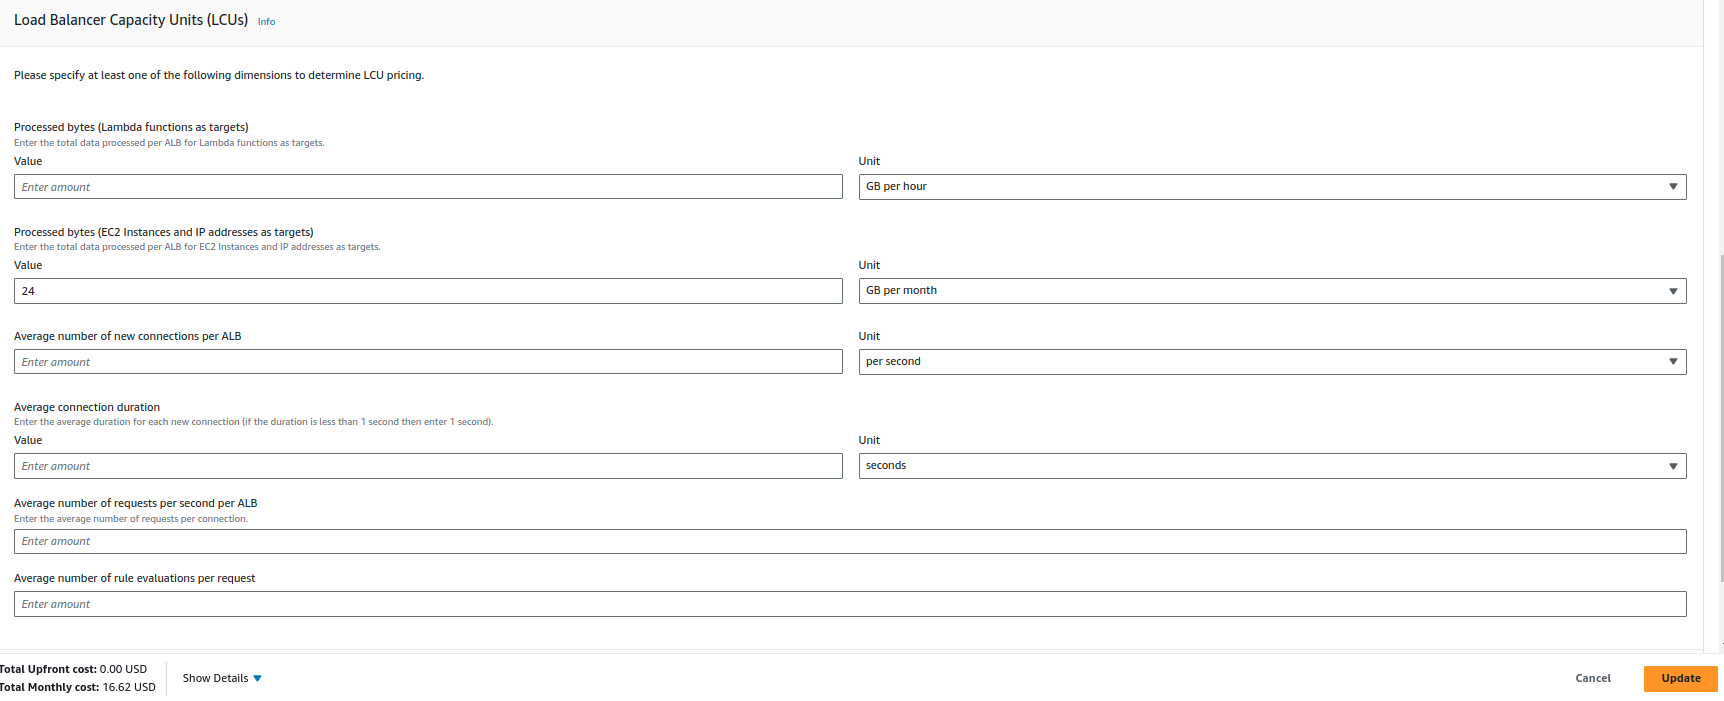 Load Balancer Capacity Units (LCUs) Info
Please specify at least one of the following dimensions to determine LCU pricing.
Processed bytes (Lambda functions as targets)
Enter the total data processed per ALB for Lambda functions as targets.
Value Unit
Enter amount GB per hour
Processed bytes (EC2 Instances and IP addresses as targets)
Enter the total data processed per ALB for EC2 Instances and IP addresses as targets.
Value Unit
24 GB per month
Average number of new connections per ALB Unit
Enter amount per second
Average connection duration
Enter the average duration for each new connection (if the duration is less than 1 second then enter 1 second).
Value Unit
Enter amount seconds
Average number of requests per second per ALB
Enter the average number of requests per connection.
Enter amount
Average number of rule evaluations per request
Enter amount
Total Upfront cost: 0.00 USD
Total Monthly cost: 16.62 USD
Show Details Cancel Update